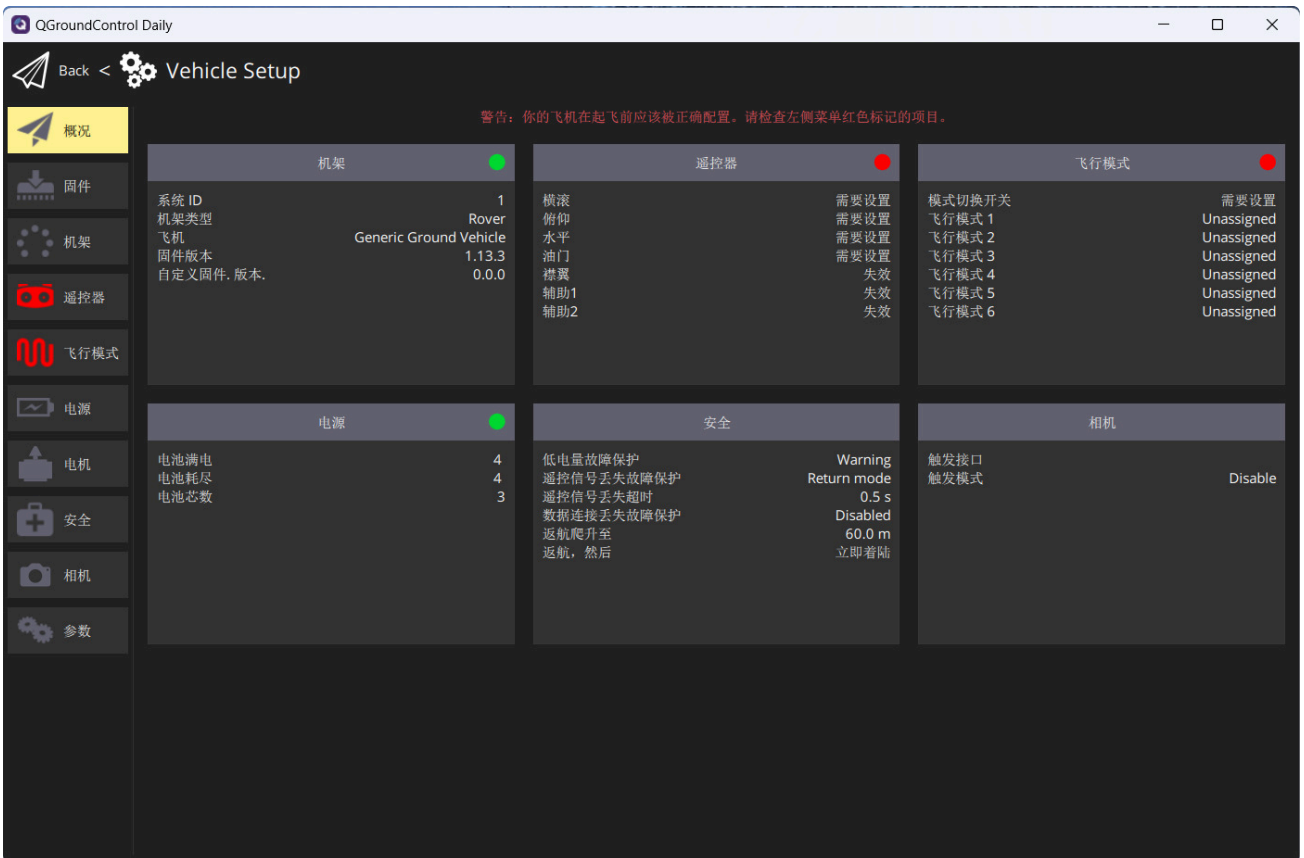 QGroundControl Daily
Back < Vehicle Setup
警告：你的飞机在起飞前应该被正确配置。请检查左侧菜单红色标记的项目。
概况
固件
机架
遥控器
飞行模式
电源
电机
安全
相机
参数
机架
系统 ID 1
机架类型 Rover
飞机 Generic Ground Vehicle
固件版本 1.13.3
自定义固件. 版本. 0.0.0
遥控器
横滚 需要设置
俯仰 需要设置
水平 需要设置
油门 需要设置
襟翼 失效
辅助1 失效
辅助2 失效
飞行模式
模式切换开关 需要设置
飞行模式 1 Unassigned
飞行模式 2 Unassigned
飞行模式 3 Unassigned
飞行模式 4 Unassigned
飞行模式 5 Unassigned
飞行模式 6 Unassigned
电源
电池满电 4
电池耗尽 4
电池芯数 3
安全
低电量故障保护 Warning
遥控信号丢失故障保护 Return mode
遥控信号丢失超时 0.5 s
数据连接丢失故障保护 Disabled
返航爬升至 60.0 m
返航，然后 立即着陆
相机
触发接口
触发模式 Disable